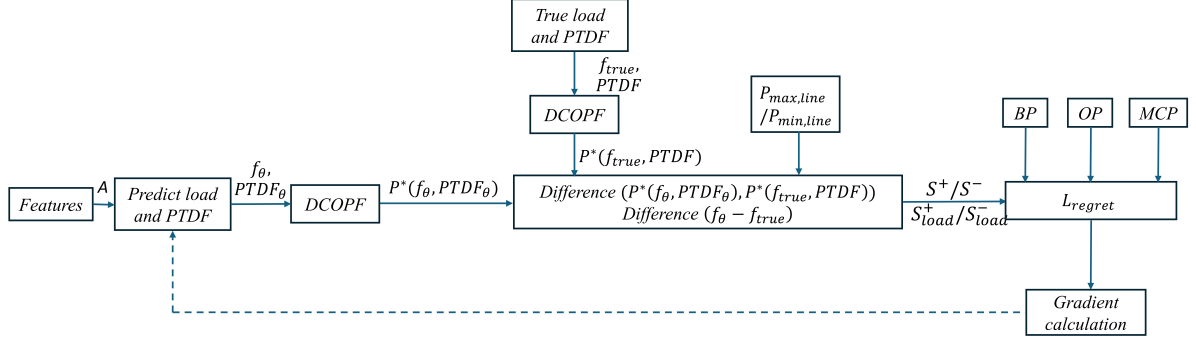 True load
and PTDF
f_true,
PTDF
DCOPF
P_max,line
/P_min,line
BP
OP
MCP
P*(f_true, PTDF)
Features
A
Predict load
and PTDF
f_θ,
PTDF_θ
DCOPF
P*(f_θ, PTDF_θ)
Difference (P*(f_θ, PTDF_θ), P*(f_true, PTDF))
Difference (f_θ − f_true)
S⁺/S⁻
S⁺_load/S⁻_load
L_regret
Gradient
calculation